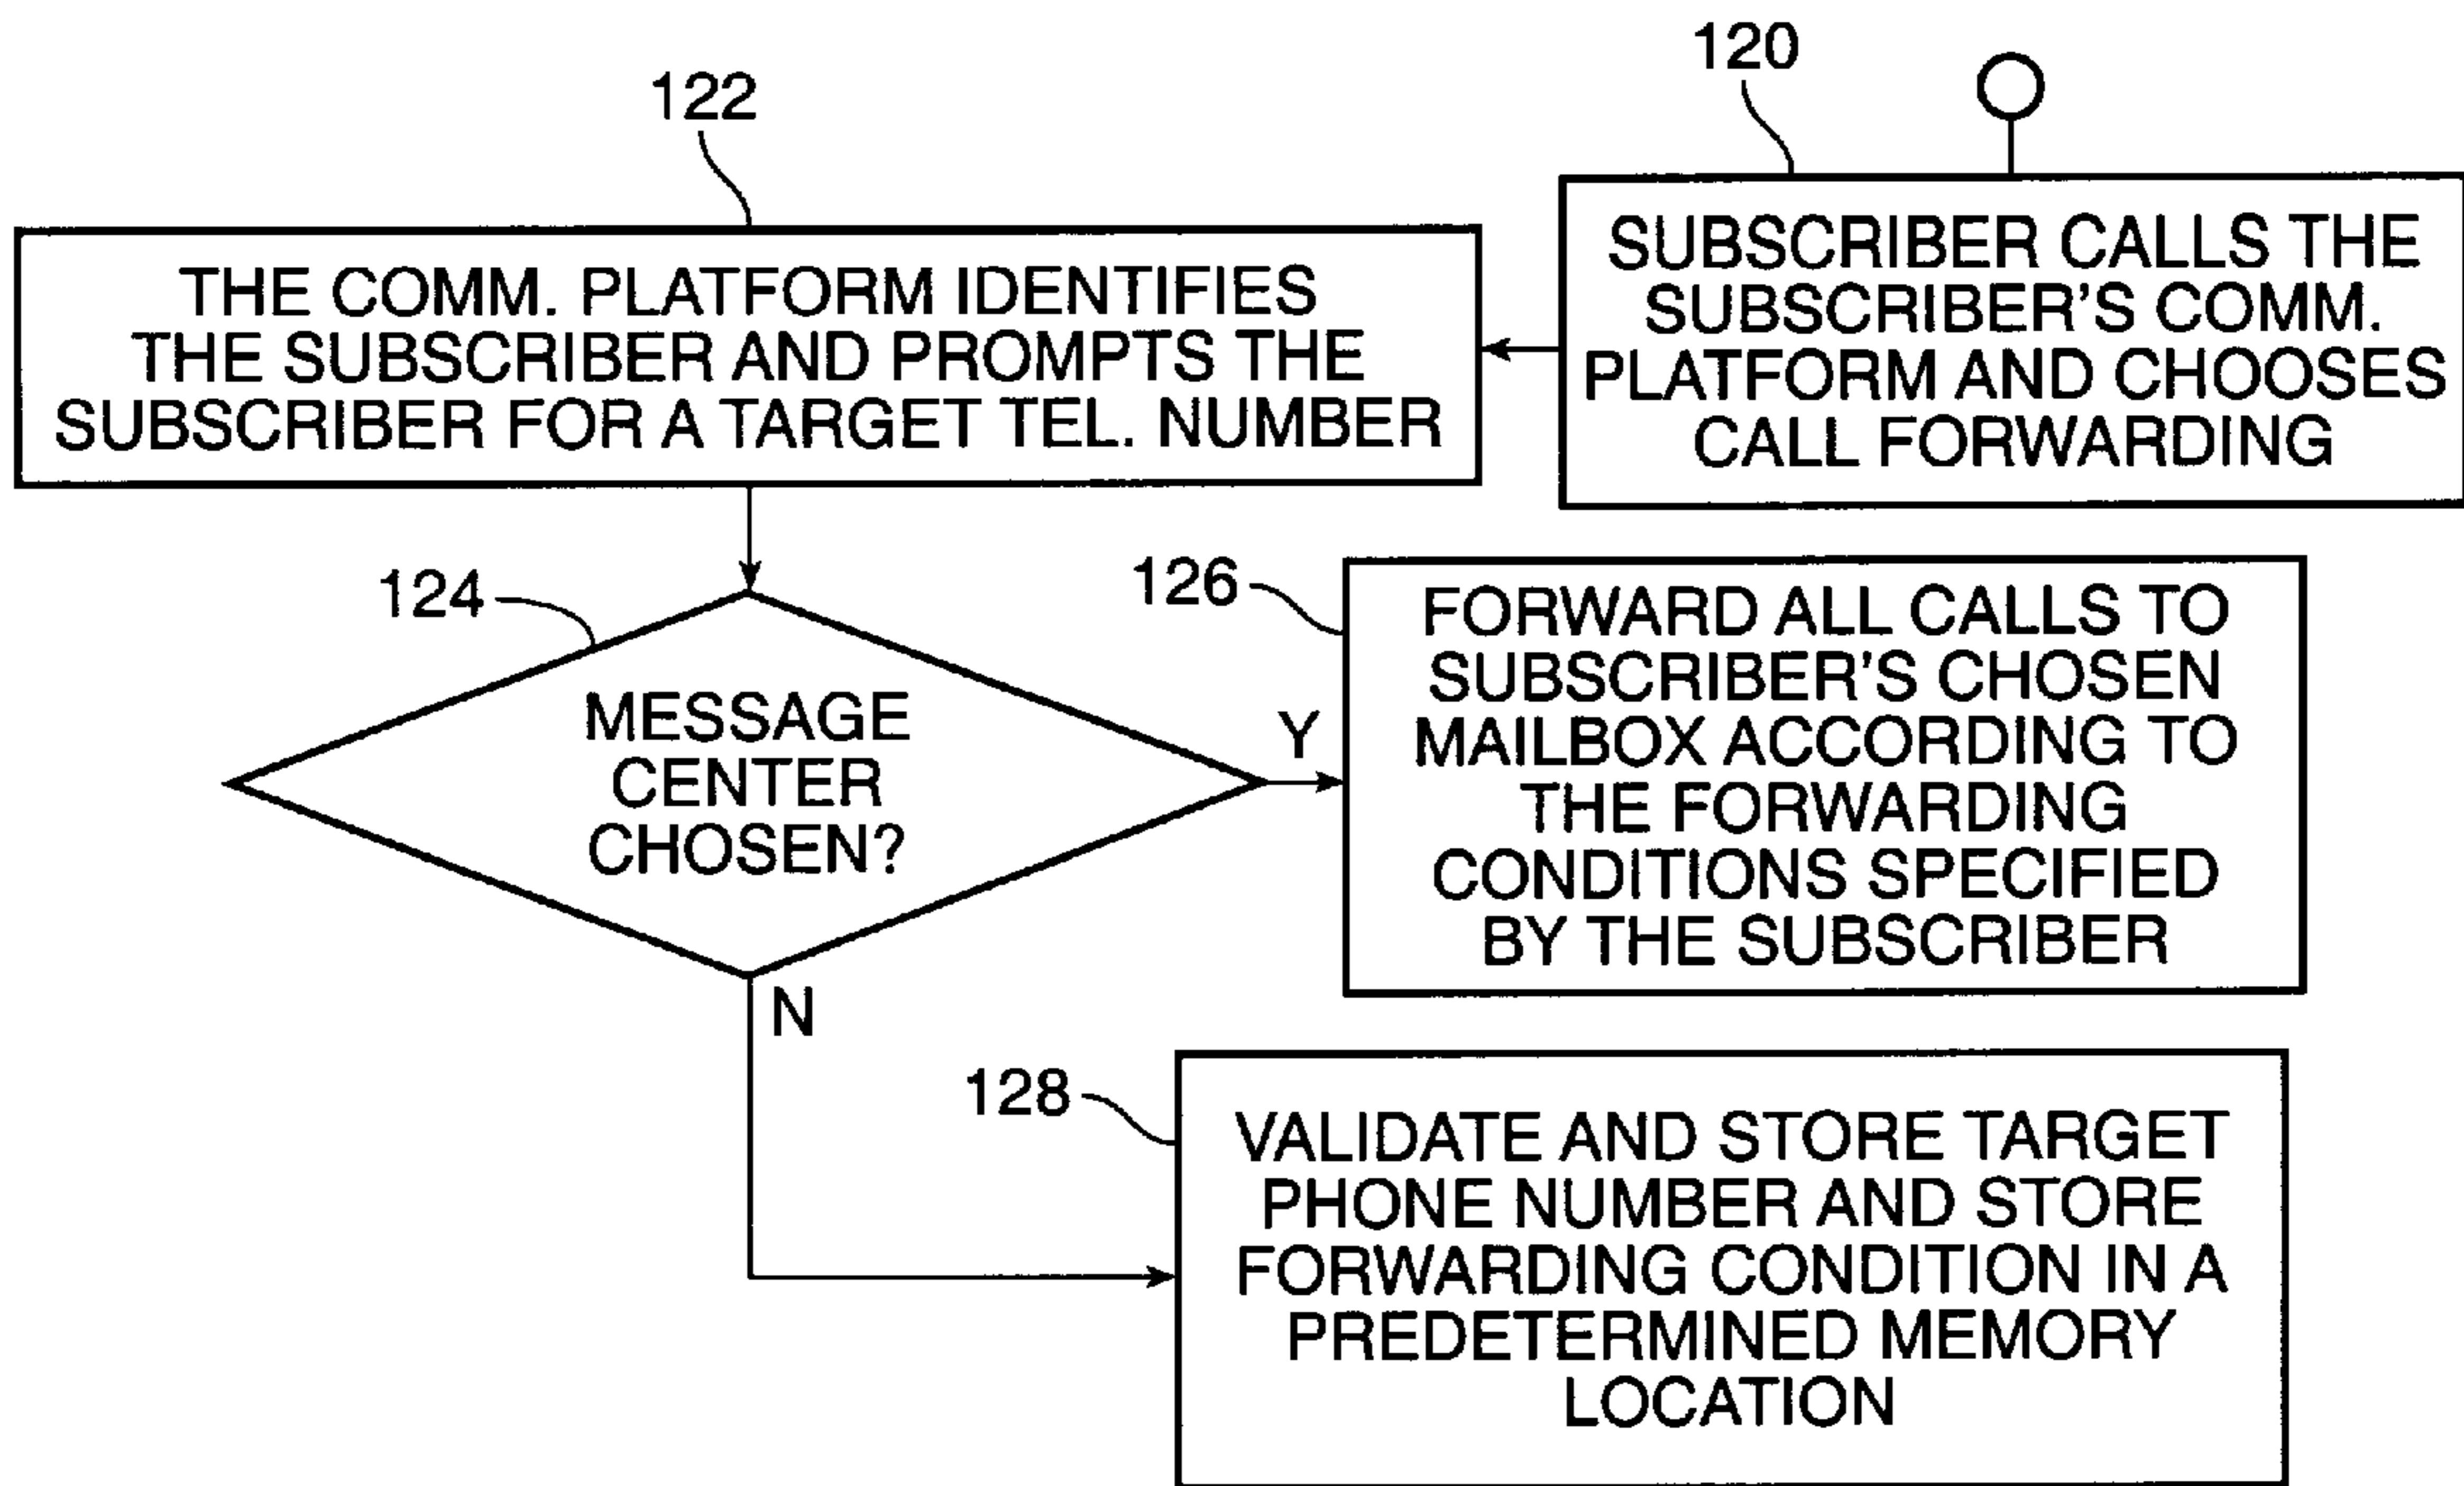 120
SUBSCRIBER CALLS THE
SUBSCRIBER'S COMM.
PLATFORM AND CHOOSES
CALL FORWARDING
122
THE COMM. PLATFORM IDENTIFIES
THE SUBSCRIBER AND PROMPTS THE
SUBSCRIBER FOR A TARGET TEL. NUMBER
124
MESSAGE
CENTER
CHOSEN?
Y
126
FORWARD ALL CALLS TO
SUBSCRIBER'S CHOSEN
MAILBOX ACCORDING TO
THE FORWARDING
CONDITIONS SPECIFIED
BY THE SUBSCRIBER
N
128
VALIDATE AND STORE TARGET
PHONE NUMBER AND STORE
FORWARDING CONDITION IN A
PREDETERMINED MEMORY
LOCATION